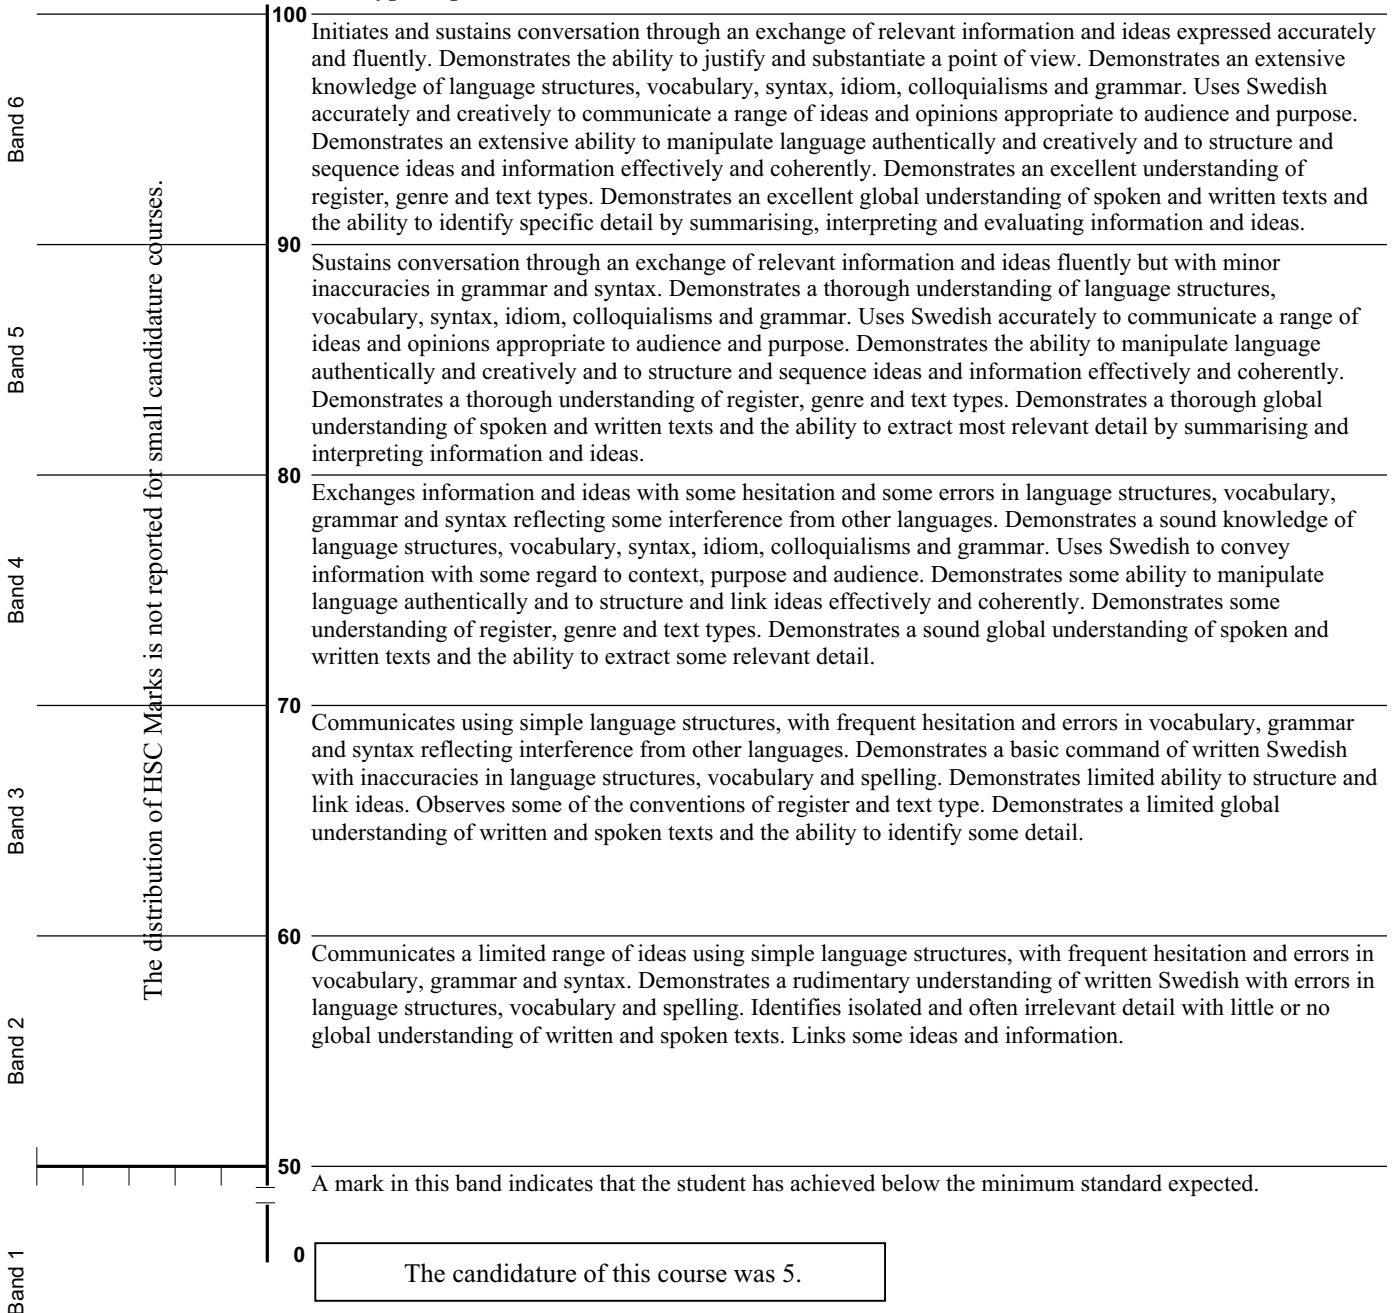 100
Initiates and sustains conversation through an exchange of relevant information and ideas expressed accurately
and fluently. Demonstrates the ability to justify and substantiate a point of view. Demonstrates an extensive
knowledge of language structures, vocabulary, syntax, idiom, colloquialisms and grammar. Uses Swedish
accurately and creatively to communicate a range of ideas and opinions appropriate to audience and purpose.
Demonstrates an extensive ability to manipulate language authentically and creatively and to structure and
sequence ideas and information effectively and coherently. Demonstrates an excellent understanding of
register, genre and text types. Demonstrates an excellent global understanding of spoken and written texts and
the ability to identify specific detail by summarising, interpreting and evaluating information and ideas.
Band 6
90
Sustains conversation through an exchange of relevant information and ideas fluently but with minor
inaccuracies in grammar and syntax. Demonstrates a thorough understanding of language structures,
vocabulary, syntax, idiom, colloquialisms and grammar. Uses Swedish accurately to communicate a range of
ideas and opinions appropriate to audience and purpose. Demonstrates the ability to manipulate language
authentically and creatively and to structure and sequence ideas and information effectively and coherently.
Demonstrates a thorough understanding of register, genre and text types. Demonstrates a thorough global
understanding of spoken and written texts and the ability to extract most relevant detail by summarising and
interpreting information and ideas.
Band 5
The distribution of HSC Marks is not reported for small candidature courses.
80
Exchanges information and ideas with some hesitation and some errors in language structures, vocabulary,
grammar and syntax reflecting some interference from other languages. Demonstrates a sound knowledge of
language structures, vocabulary, syntax, idiom, colloquialisms and grammar. Uses Swedish to convey
information with some regard to context, purpose and audience. Demonstrates some ability to manipulate
language authentically and to structure and link ideas effectively and coherently. Demonstrates some
understanding of register, genre and text types. Demonstrates a sound global understanding of spoken and
written texts and the ability to extract some relevant detail.
Band 4
70
Communicates using simple language structures, with frequent hesitation and errors in vocabulary, grammar
and syntax reflecting interference from other languages. Demonstrates a basic command of written Swedish
with inaccuracies in language structures, vocabulary and spelling. Demonstrates limited ability to structure and
link ideas. Observes some of the conventions of register and text type. Demonstrates a limited global
understanding of written and spoken texts and the ability to identify some detail.
Band 3
60
Communicates a limited range of ideas using simple language structures, with frequent hesitation and errors in
vocabulary, grammar and syntax. Demonstrates a rudimentary understanding of written Swedish with errors in
language structures, vocabulary and spelling. Identifies isolated and often irrelevant detail with little or no
global understanding of written and spoken texts. Links some ideas and information.
Band 2
50
A mark in this band indicates that the student has achieved below the minimum standard expected.
0
Band 1
The candidature of this course was 5.